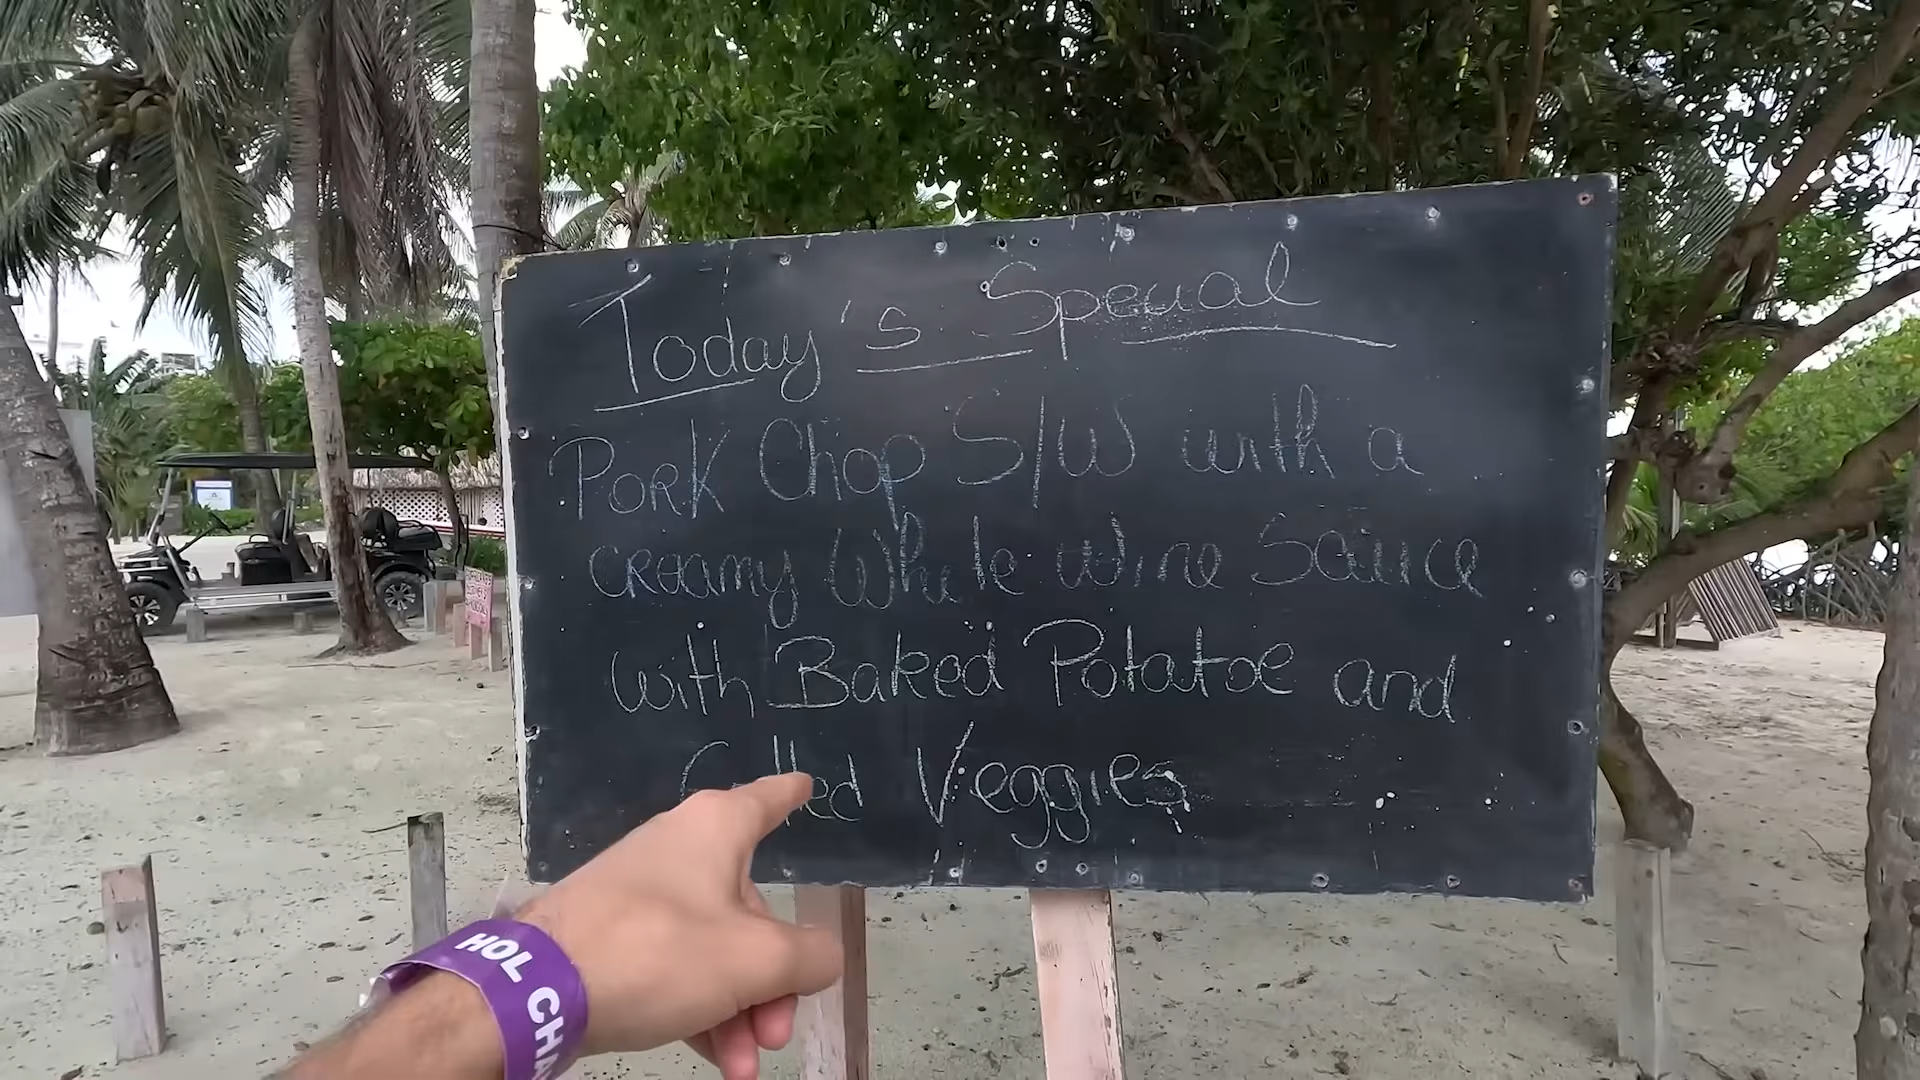 Today's Special
Pork Chop S/W with a
creamy White Wine Sauce
with Baked Potatoe and
Veggies
HOL CHA